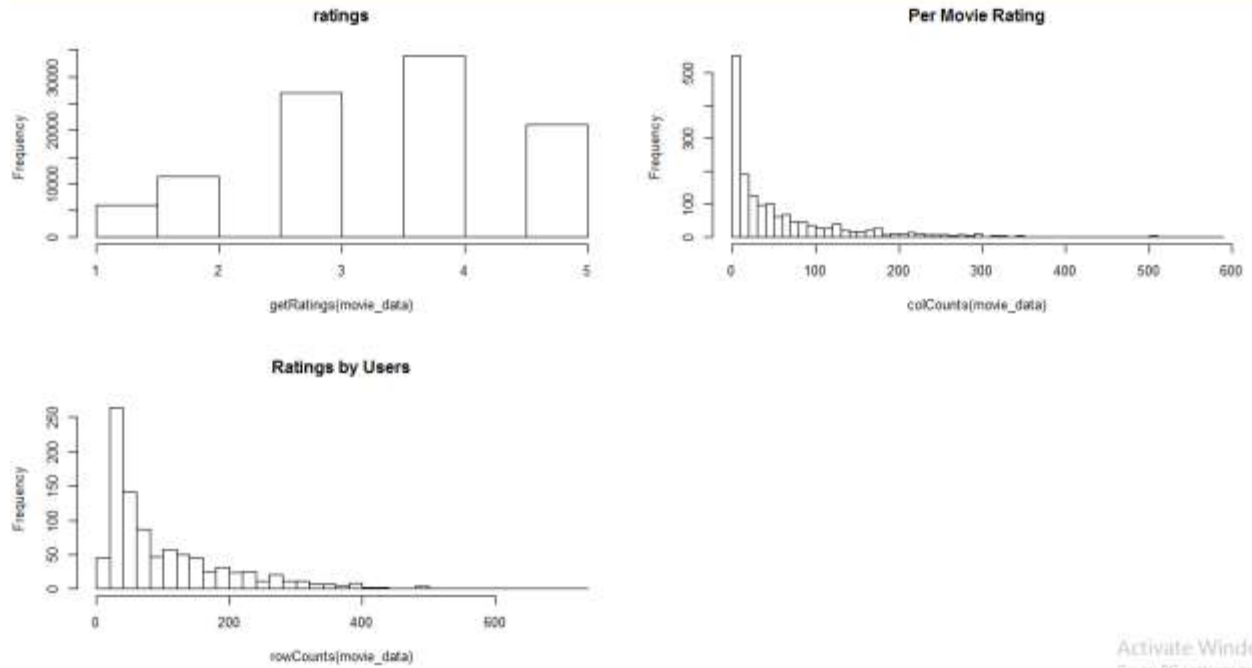 ratings
Frequency
0 10000 20000 30000
1 2 3 4 5
getRatings(movie_data)
Per Movie Rating
Frequency
0 100 300 500
0 100 200 300 400 500 600
colCounts(movie_data)
Ratings by Users
Frequency
0 50 100 150 200 250
0 200 400 600
rowCounts(movie_data)
Activate Windo